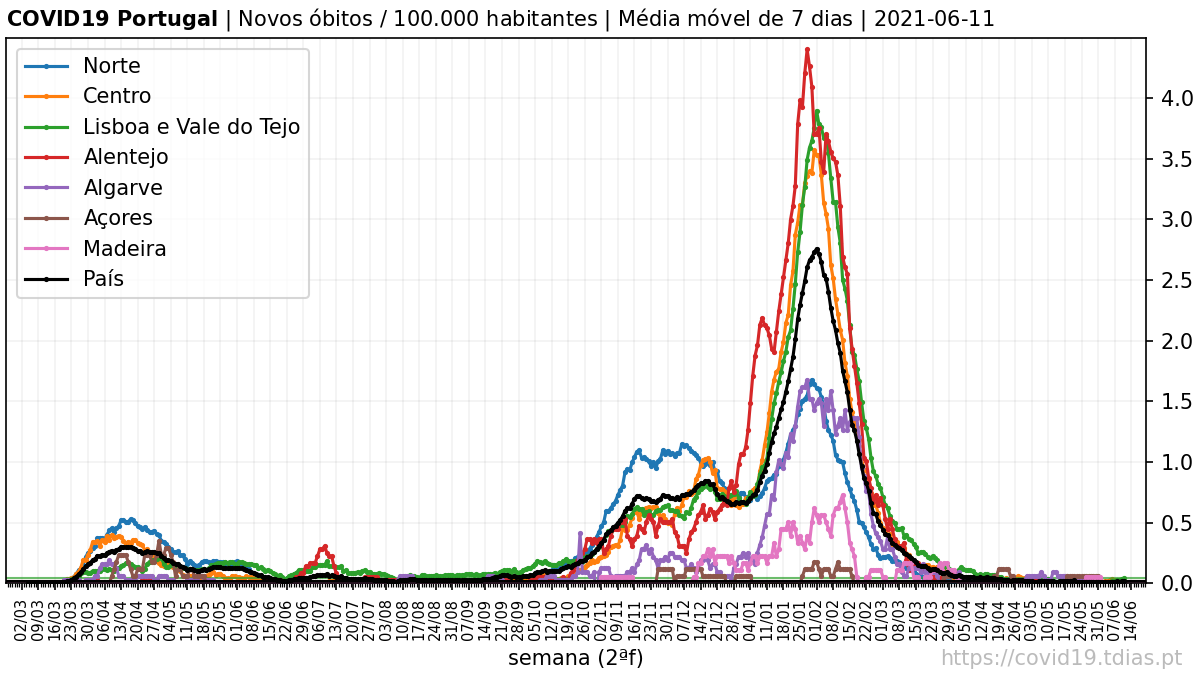 COVID19 Portugal | Novos óbitos / 100.000 habitantes | Média móvel de 7 dias | 2021-06-11
Norte
Centro
Lisboa e Vale do Tejo
Alentejo
Algarve
Açores
Madeira
País
4.0
3.5
3.0
2.5
2.0
1.5
1.0
0.5
0.0
02/03 09/03 16/03 23/03 30/03 06/04 13/04 20/04 27/04 04/05 11/05 18/05 25/05 01/06 08/06 15/06 22/06 29/06 06/07 13/07 20/07 27/07 03/08 10/08 17/08 24/08 31/08 07/09 14/09 21/09 28/09 05/10 12/10 19/10 26/10 02/11 09/11 16/11 23/11 30/11 07/12 14/12 21/12 28/12 04/01 11/01 18/01 25/01 01/02 08/02 15/02 22/02 01/03 08/03 15/03 22/03 29/03 05/04 12/04 19/04 26/04 03/05 10/05 17/05 24/05 31/05 07/06 14/06
semana (2ªf)
https://covid19.tdias.pt